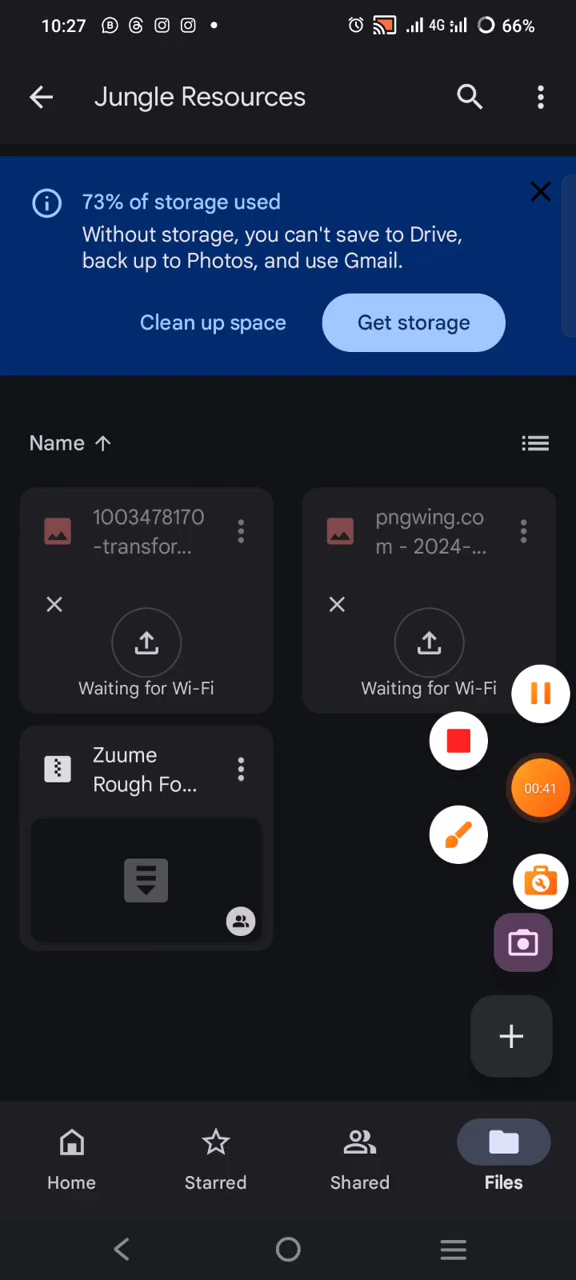 10:27
4G
66%
Jungle Resources
73% of storage used
Without storage, you can't save to Drive,
back up to Photos, and use Gmail.
Clean up space
Get storage
Name
1003478170
-transfor...
Waiting for Wi-Fi
pngwing.co
m - 2024-...
Waiting for Wi-Fi
Zuume
Rough Fo...
00:41
Home
Starred
Shared
Files